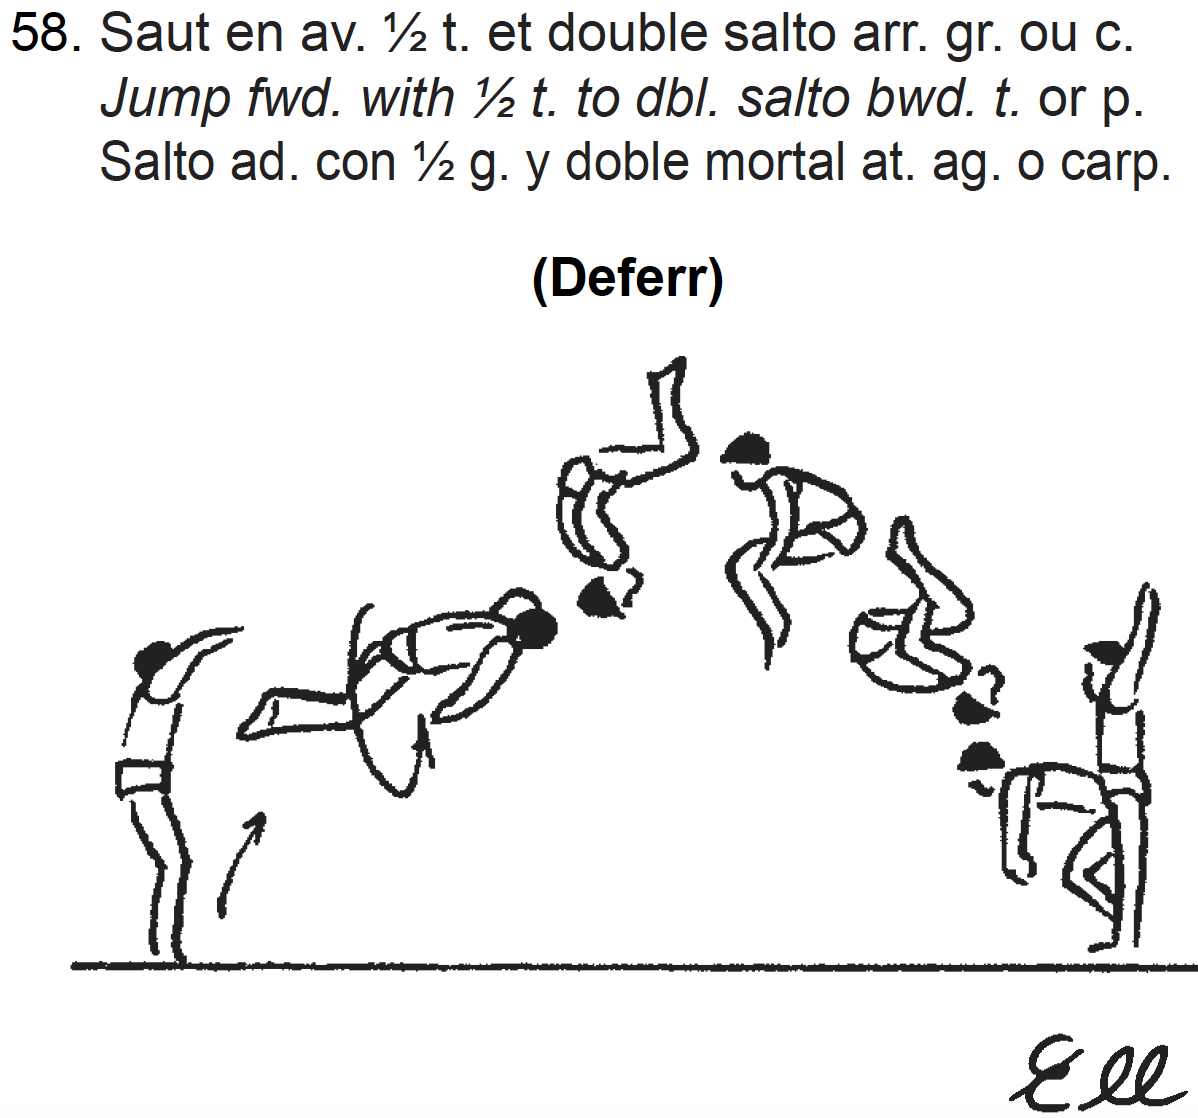 58. Saut en av. ½ t. et double salto arr. gr. ou c.
Jump fwd. with ½ t. to dbl. salto bwd. t. or p.
Salto ad. con ½ g. y doble mortal at. ag. o carp.
(Deferr)
Ell